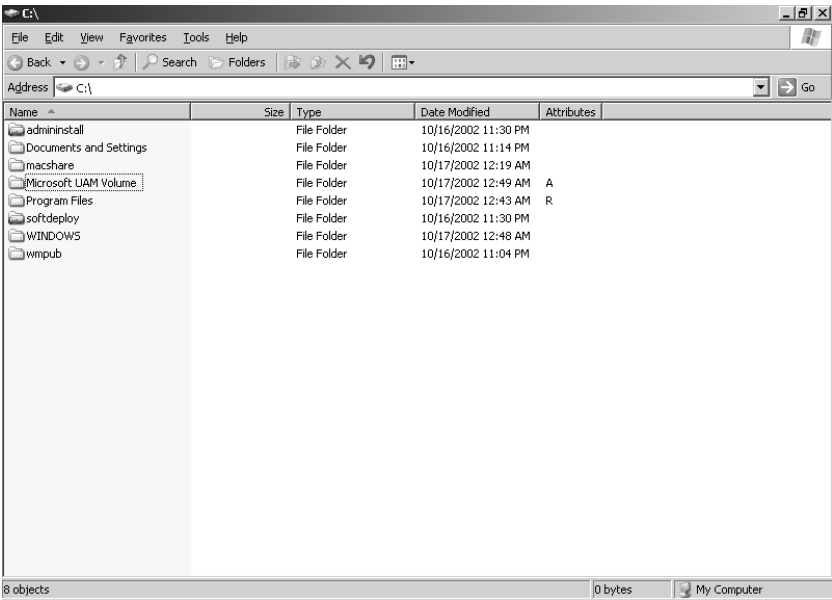 C:\
File Edit View Favorites Tools Help
Back Search Folders
Address C:\ Go
Name Size Type Date Modified Attributes
admininstall File Folder 10/16/2002 11:30 PM
Documents and Settings File Folder 10/16/2002 11:14 PM
macshare File Folder 10/17/2002 12:19 AM
Microsoft UAM Volume File Folder 10/17/2002 12:49 AM A
Program Files File Folder 10/17/2002 12:43 AM R
softdeploy File Folder 10/16/2002 11:30 PM
WINDOWS File Folder 10/17/2002 12:48 AM
wmpub File Folder 10/16/2002 11:04 PM
8 objects 0 bytes My Computer